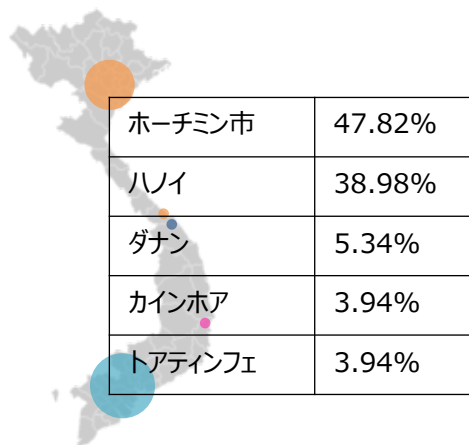 ホーチミン市 47.82%
ハノイ 38.98%
ダナン 5.34%
カインホア 3.94%
トアティンフェ 3.94%